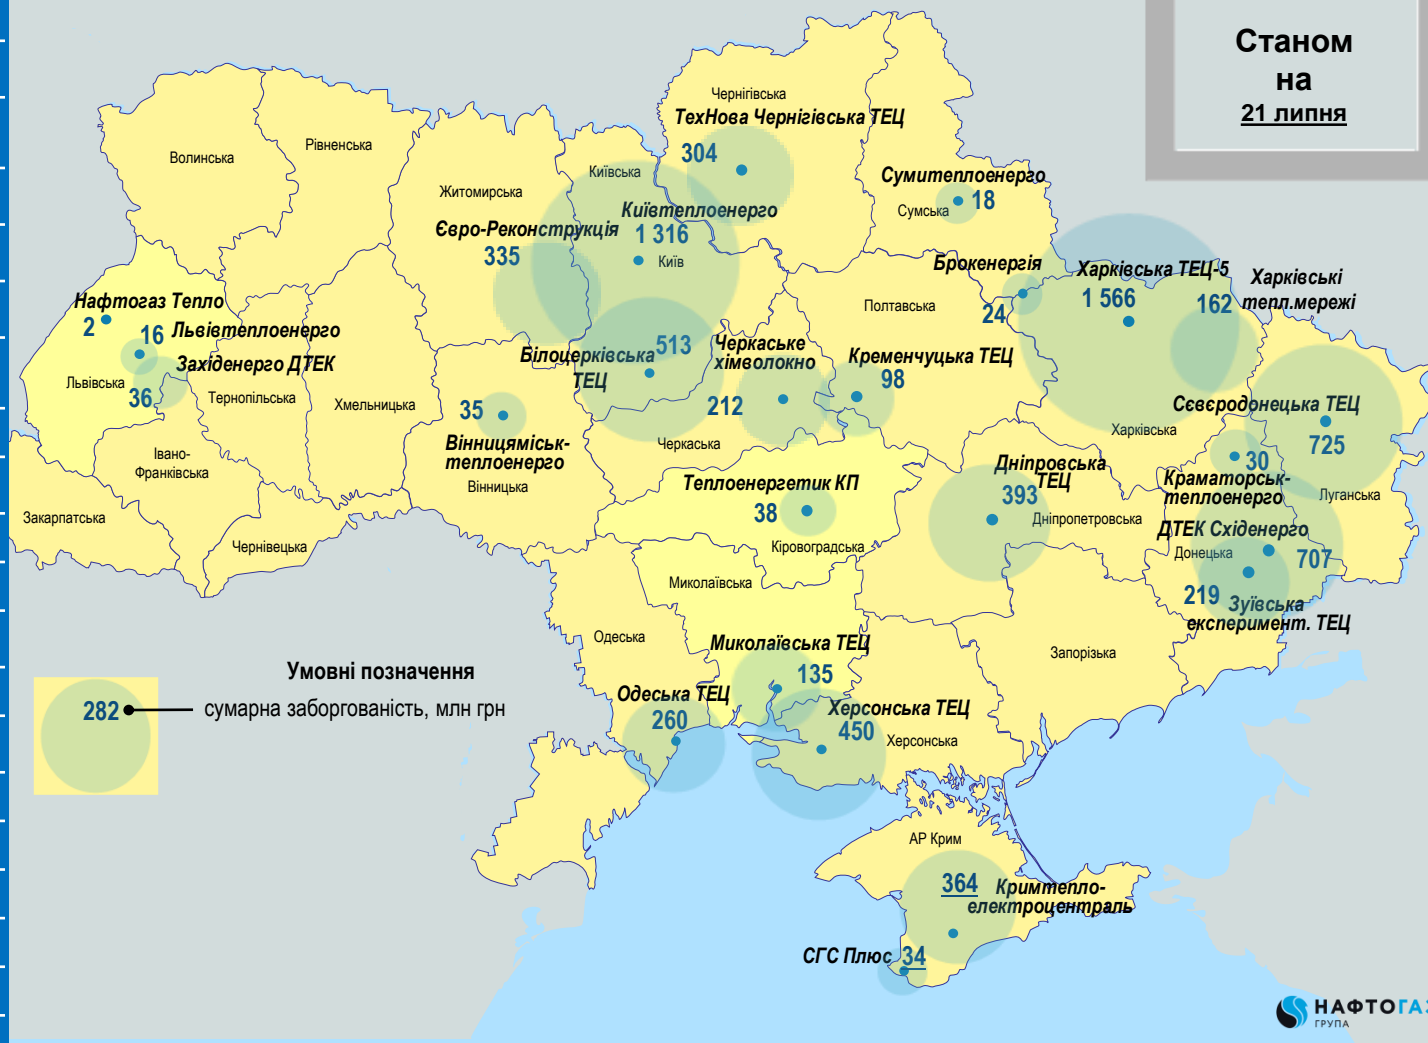 Станом
на
21 липня
Чернігівська
ТехНова Чернігівська ТЕЦ
304
Волинська
Рівненська
Житомирська
Київська
Сумитеплоенерго
18
Сумська
Київтеплоенерго
1 316
Київ
Євро-Реконструкція
335
Брокенергія
24
Харківська ТЕЦ-5
1 566
Харківські
тепл.мережі
162
Полтавська
Нафтогаз Тепло
2
16
Львівтеплоенерго
Західенерго ДТЕК
36
Львівська
Тернопільська
Хмельницька
Білоцерківська
ТЕЦ
513
Черкаське
хімволокно
212
Кременчуцька ТЕЦ
98
35
Вінницяміськ-
теплоенерго
Вінницька
Черкаська
Харківська
Сєвєродонецька ТЕЦ
725
Луганська
30
Краматорськ-
теплоенерго
Івано-
Франківська
Закарпатська
Чернівецька
Теплоенергетик КП
38
Кіровоградська
Дніпровська
ТЕЦ
393
Дніпропетровська
ДТЕК Східенерго
Донецька
707
219
Зуївська
експеримент. ТЕЦ
Миколаївська
Одеська
Запорізька
Миколаївська ТЕЦ
135
Одеська ТЕЦ
260
Херсонська ТЕЦ
450
Херсонська
Умовні позначення
282
сумарна заборгованість, млн грн
АР Крим
364
Кримтепло-
електроцентраль
СГС Плюс
34
НАФТОГАЗ
ГРУПА